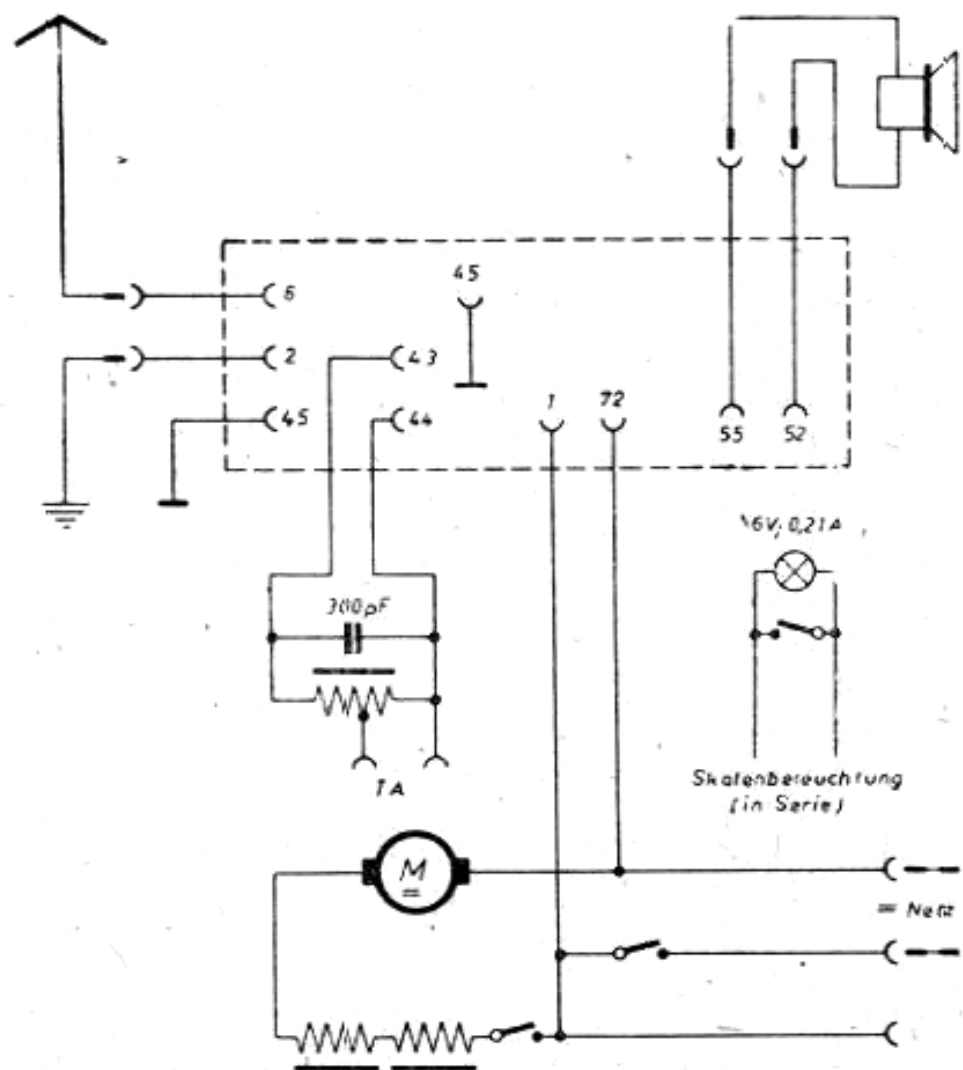 45
6
2
43
45
44
1
72
55
52
6V; 0,21A
300pF
TA
Skalenbeleuchtung
(in Serie)
M
=
= Netz